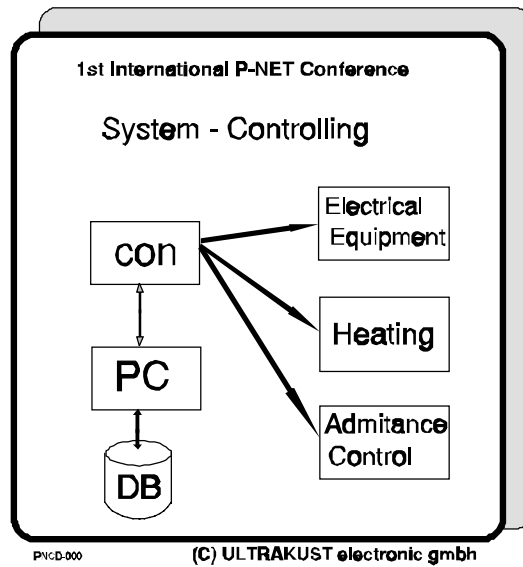 1st International P-NET Conference
System - Controlling
Electrical
Equipment
con
Heating
PC
Admitance
Control
DB
PNCD-000
(C) ULTRAKUST electronic gmbh